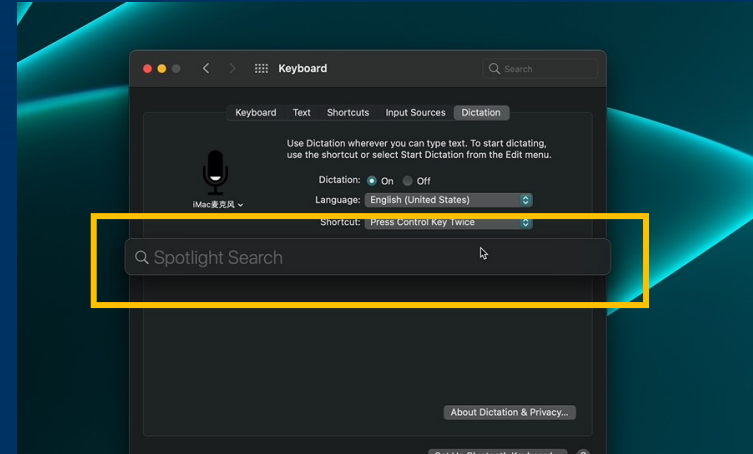 Keyboard
Search
Keyboard Text Shortcuts Input Sources Dictation
Use Dictation wherever you can type text. To start dictating,
use the shortcut or select Start Dictation from the Edit menu.
Dictation: On Off
iMac麦克风
Language: English (United States)
Shortcut: Press Control Key Twice
Spotlight Search
About Dictation & Privacy...